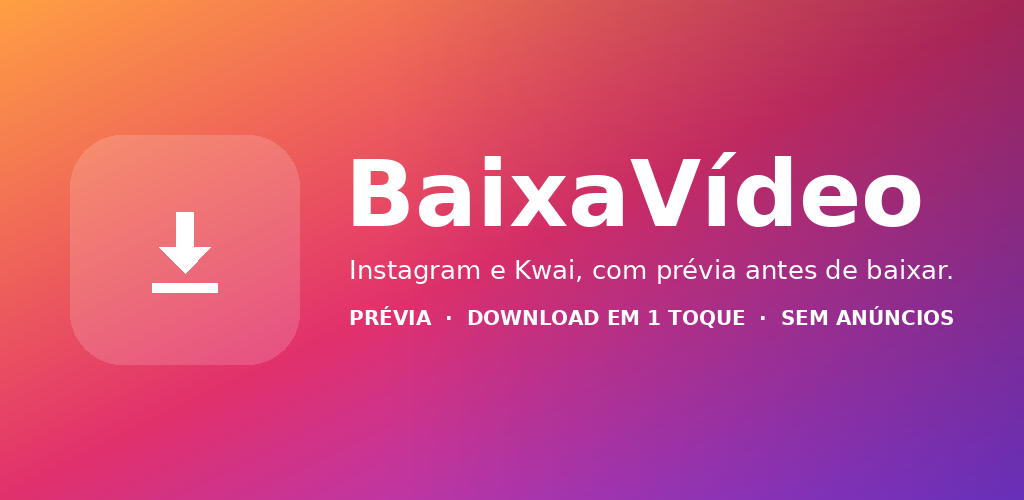 BaixaVídeo
Instagram e Kwai, com prévia antes de baixar.
PRÉVIA · DOWNLOAD EM 1 TOQUE · SEM ANÚNCIOS